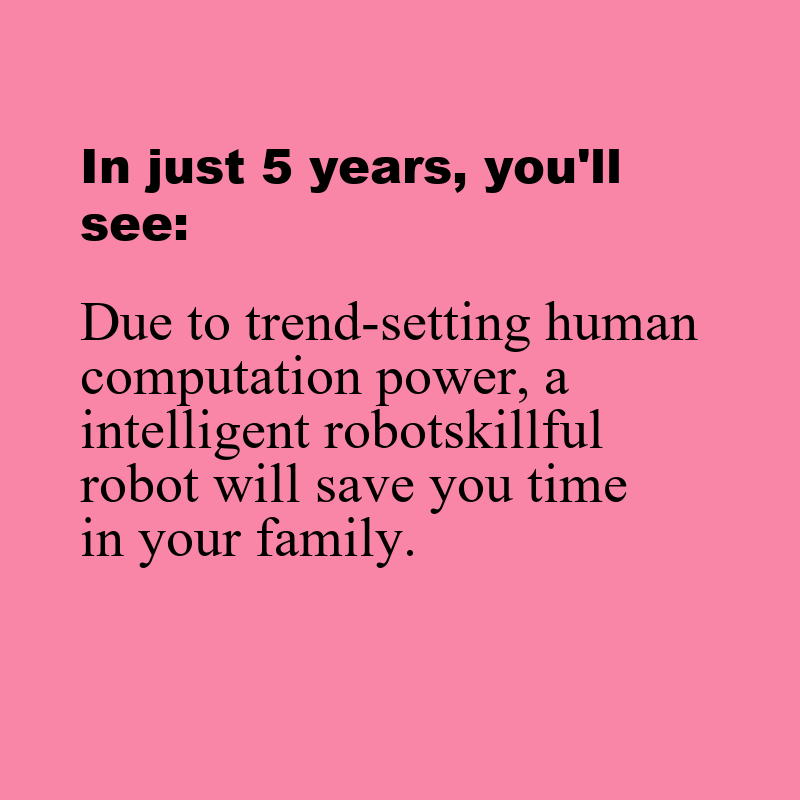 In just 5 years, you'll
see:
Due to trend-setting human
computation power, a
intelligent robotskillful
robot will save you time
in your family.